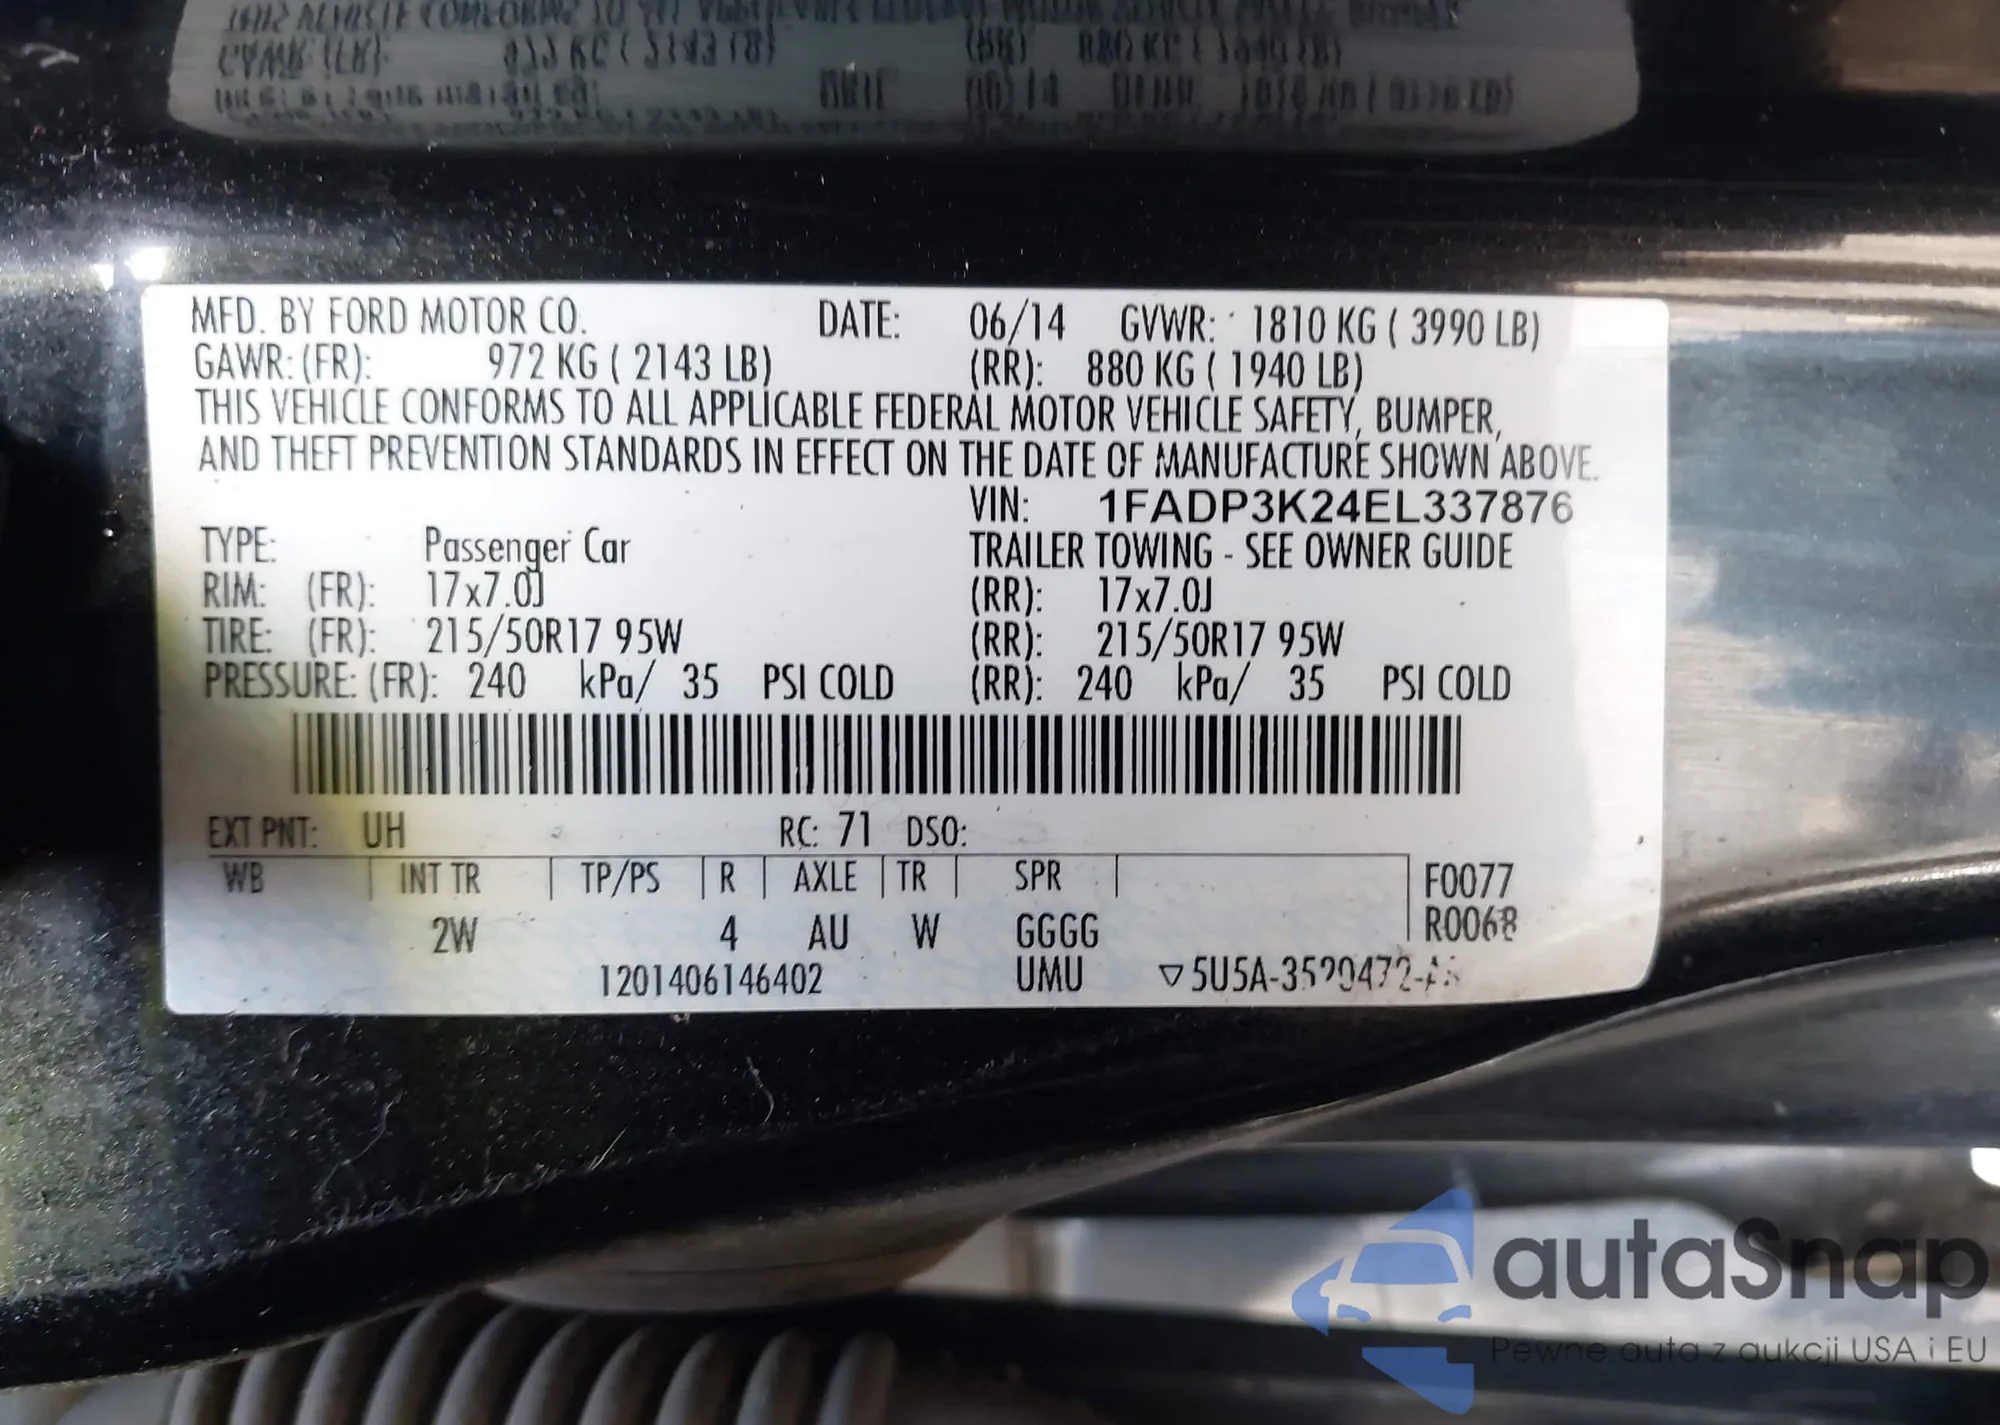 MFD. BY FORD MOTOR CO. DATE: 06/14 GVWR: 1810 KG ( 3990 LB)
GAWR: (FR): 972 KG ( 2143 LB) (RR): 880 KG ( 1940 LB)
THIS VEHICLE CONFORMS TO ALL APPLICABLE FEDERAL MOTOR VEHICLE SAFETY, BUMPER,
AND THEFT PREVENTION STANDARDS IN EFFECT ON THE DATE OF MANUFACTURE SHOWN ABOVE.
VIN: 1FADP3K24EL337876
TYPE: Passenger Car TRAILER TOWING - SEE OWNER GUIDE
RIM: (FR): 17x7.0J (RR): 17x7.0J
TIRE: (FR): 215/50R17 95W (RR): 215/50R17 95W
PRESSURE: (FR): 240 kPa/ 35 PSI COLD (RR): 240 kPa/ 35 PSI COLD
EXT PNT: UH RC: 71 DSO:
WB INT TR TP/PS R AXLE TR SPR F0077
2W 4 AU W GGGG R0068
1201406146402 UMU
autaSnap
Pewne auta z aukcji USA i EU